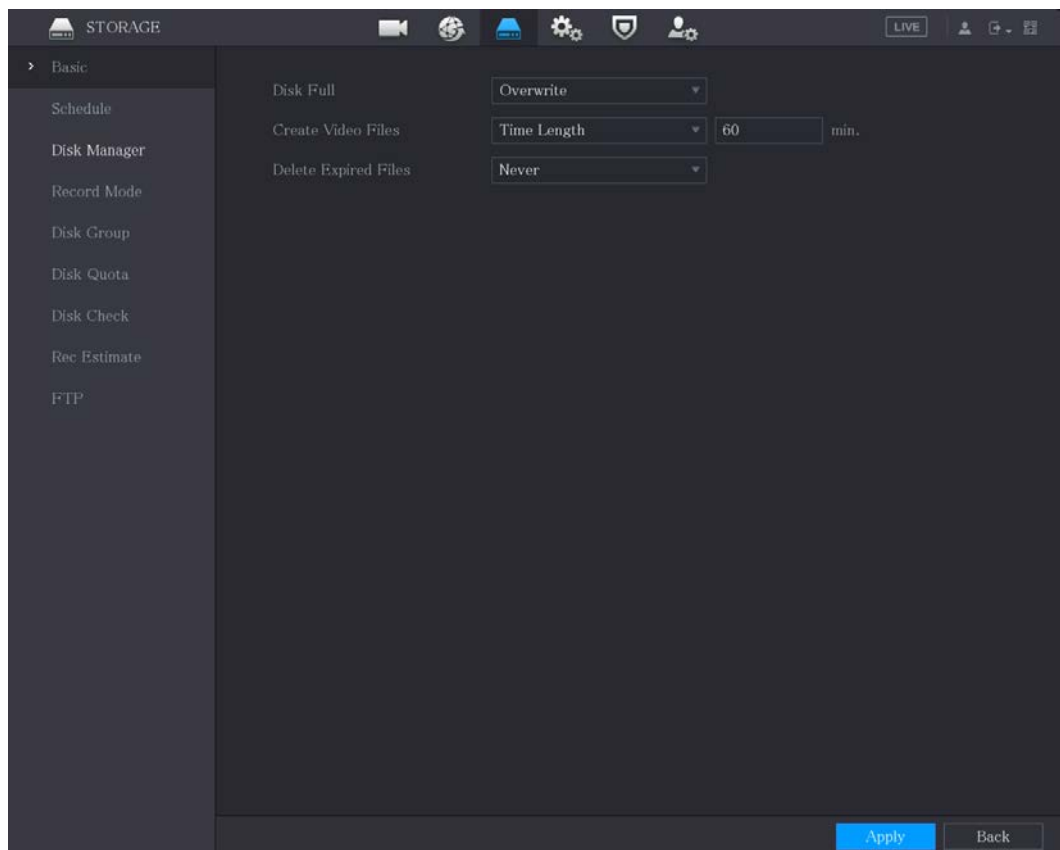 STORAGE
LIVE
Basic
Schedule
Disk Manager
Record Mode
Disk Group
Disk Quota
Disk Check
Rec Estimate
FTP
Disk Full Overwrite
Create Video Files Time Length 60 min.
Delete Expired Files Never
Apply Back